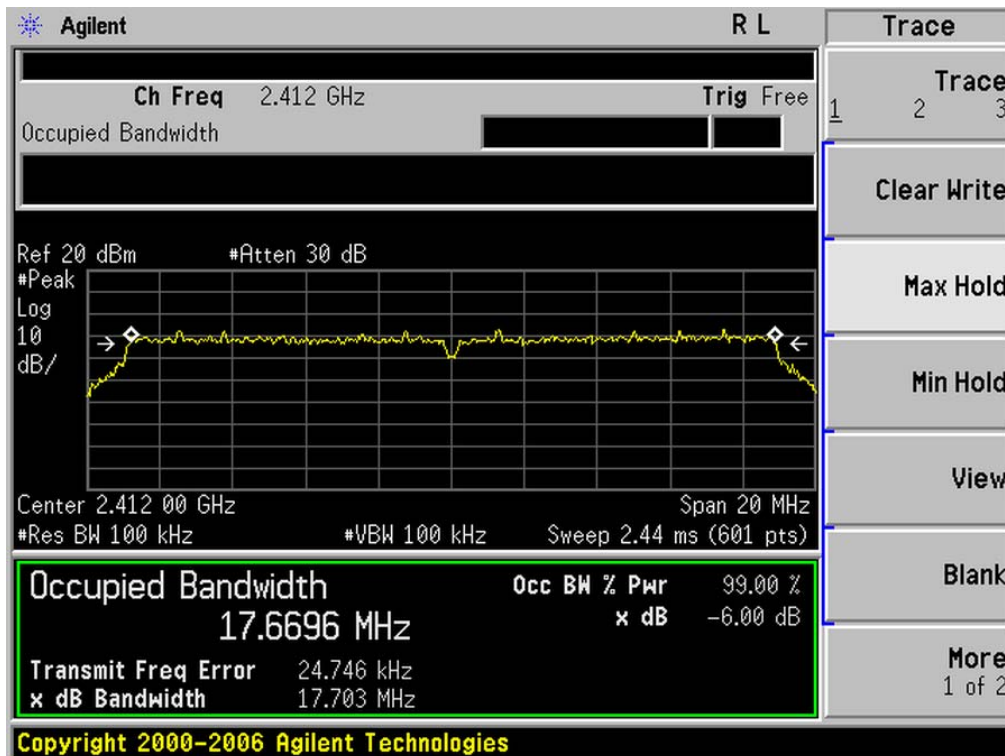 Agilent R L Trace
Ch Freq 2.412 GHz Trig Free
Occupied Bandwidth
Trace
1 2 3
Clear Write
Max Hold
Min Hold
View
Blank
More
1 of 2
Ref 20 dBm #Atten 30 dB
#Peak
Log
10
dB/
Center 2.412 00 GHz Span 20 MHz
#Res BW 100 kHz #VBW 100 kHz Sweep 2.44 ms (601 pts)
Occupied Bandwidth Occ BW % Pwr 99.00 %
17.6696 MHz x dB -6.00 dB
Transmit Freq Error 24.746 kHz
x dB Bandwidth 17.703 MHz
Copyright 2000-2006 Agilent Technologies